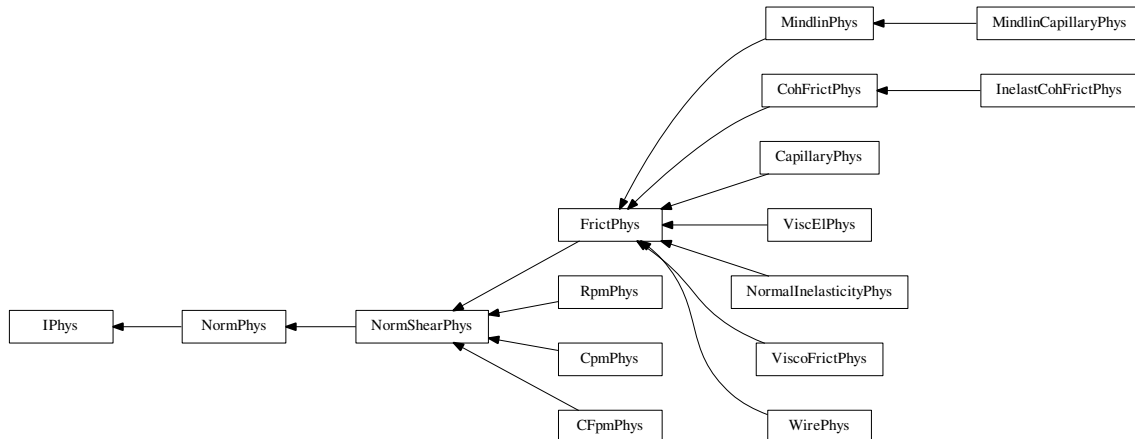 MindlinPhys
MindlinCapillaryPhys
CohFrictPhys
InelastCohFrictPhys
CapillaryPhys
FrictPhys
ViscElPhys
RpmPhys
NormalInelasticityPhys
IPhys
NormPhys
NormShearPhys
CpmPhys
ViscoFrictPhys
CFpmPhys
WirePhys